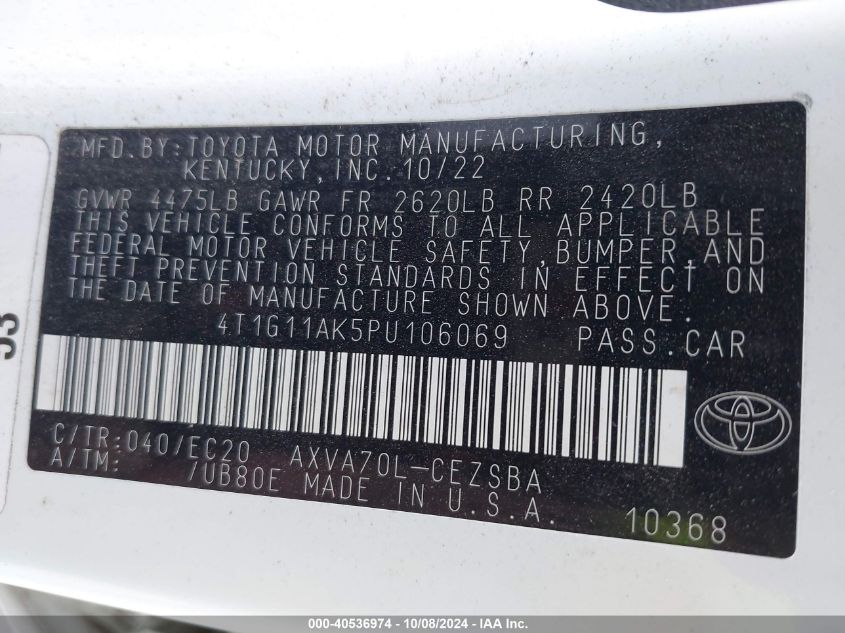 MFD.BY:TOYOTA MOTOR MANUFACTURING,
KENTUCKY,INC.10/22
GVWR 4475LB GAWR FR 2620LB RR 2420LB
THIS VEHICLE CONFORMS TO ALL APPLICABLE
FEDERAL MOTOR VEHICLE SAFETY,BUMPER,AND
THEFT PREVENTION STANDARDS IN EFFECT ON
THE DATE OF MANUFACTURE SHOWN ABOVE.
4T1G11AK5PU106069 PASS.CAR
C/TR:040/EC20 AXVA70L-CEZSBA
A/TM: /UB80E MADE IN U.S.A.
10368
000-40536974 - 10/08/2024 - IAA Inc.